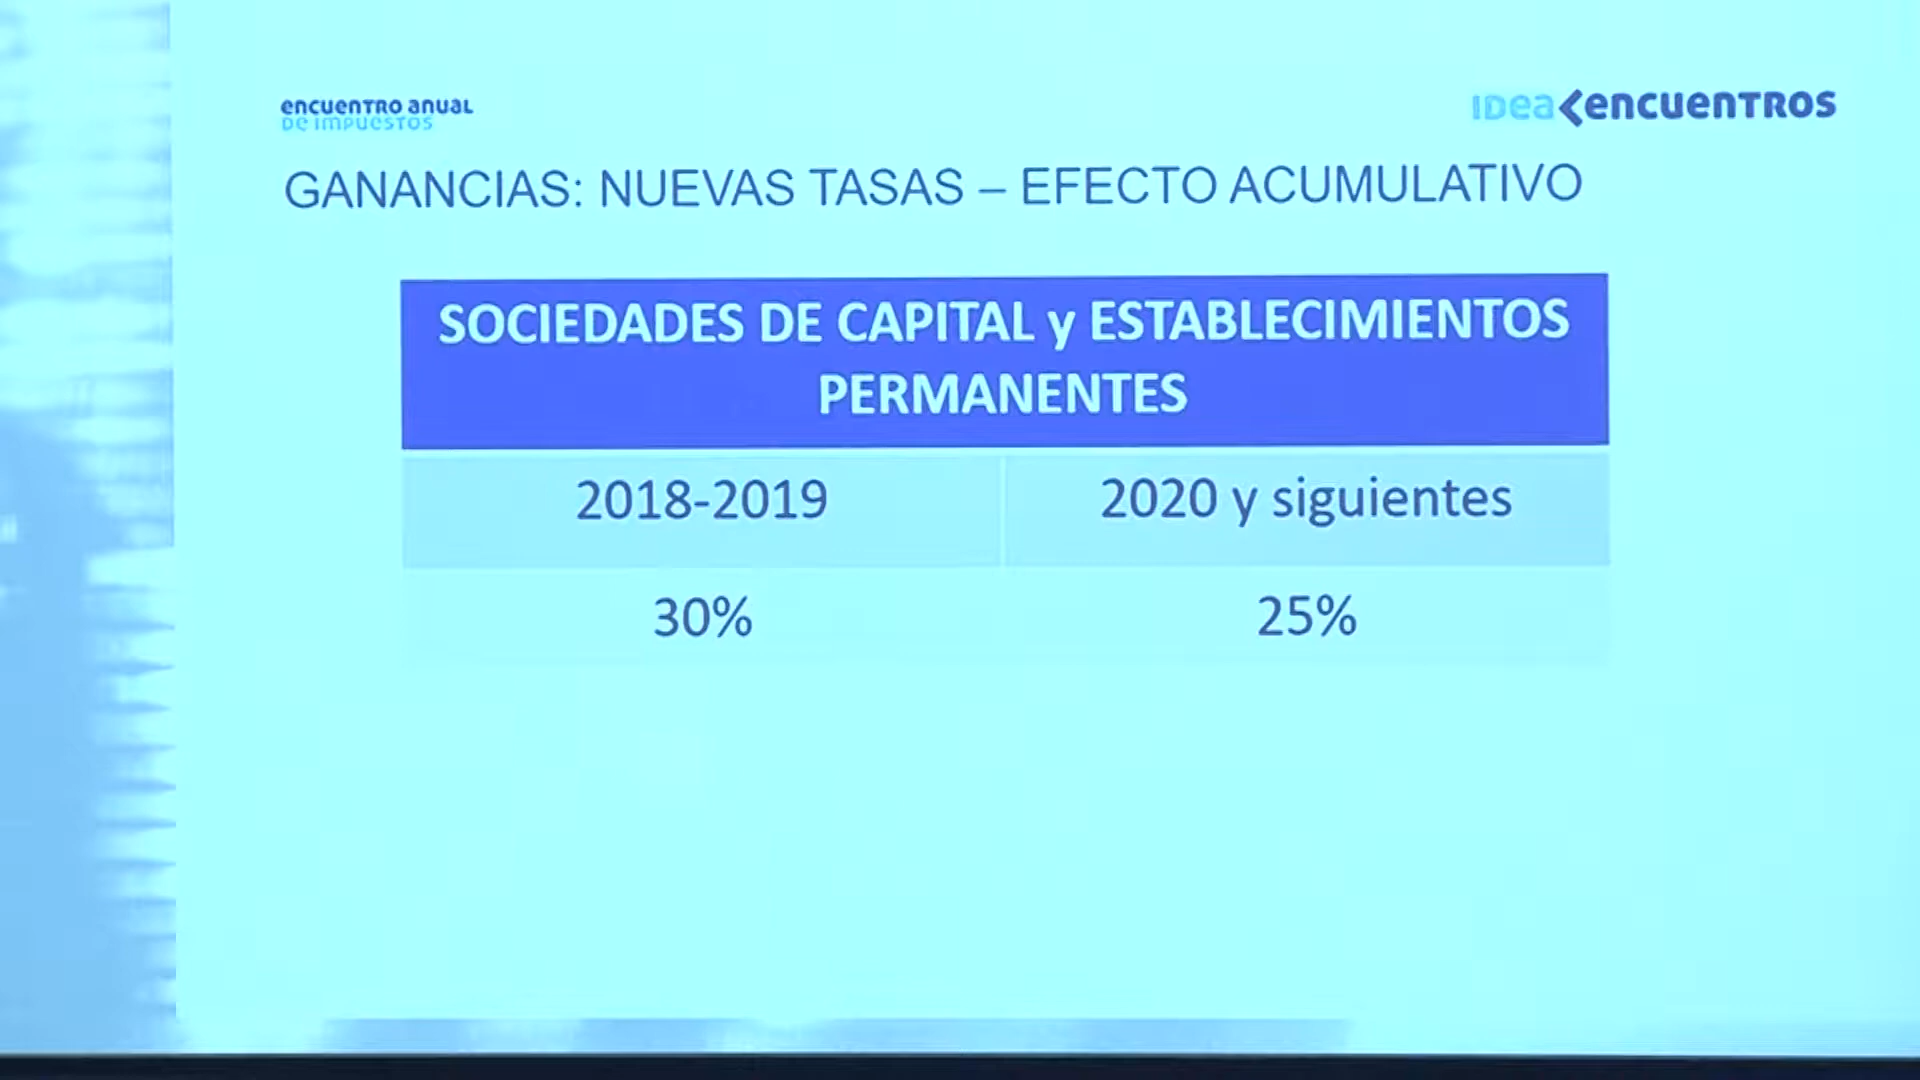 encuentro anual
de impuestos
idea<encuentros
GANANCIAS: NUEVAS TASAS – EFECTO ACUMULATIVO
SOCIEDADES DE CAPITAL y ESTABLECIMIENTOS
PERMANENTES
2018-2019
2020 y siguientes
30%
25%